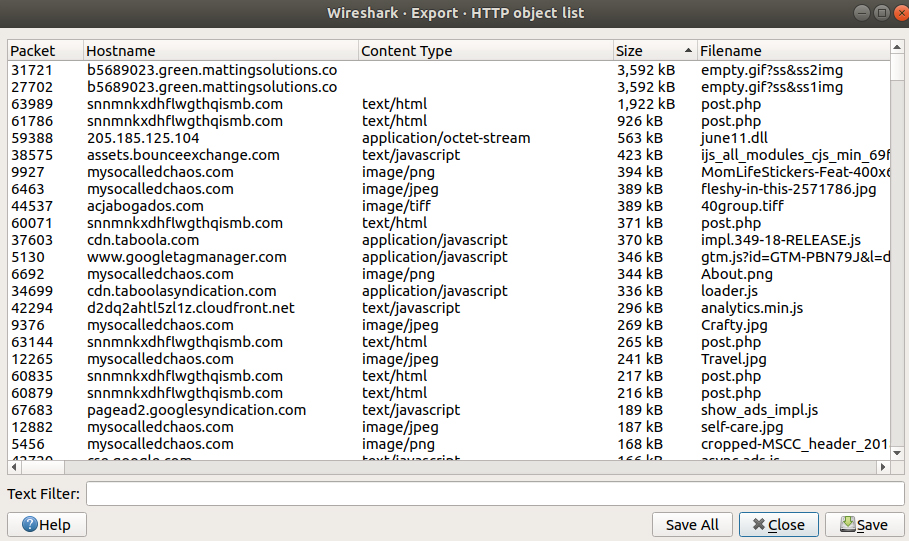 Wireshark · Export · HTTP object list
Packet Hostname Content Type Size Filename
31721 b5689023.green.mattingsolutions.co 3,592 kB empty.gif?ss&ss2img
27702 b5689023.green.mattingsolutions.co 3,592 kB empty.gif?ss&ss1img
63989 snnmnkxdhflwgthqismb.com text/html 1,922 kB post.php
61786 snnmnkxdhflwgthqismb.com text/html 926 kB post.php
59388 205.185.125.104 application/octet-stream 563 kB june11.dll
38575 assets.bounceexchange.com text/javascript 423 kB ijs_all_modules_cjs_min_69f
9927 mysocalledchaos.com image/png 394 kB MomLifeStickers-Feat-400x6
6463 mysocalledchaos.com image/jpeg 389 kB fleshy-in-this-2571786.jpg
44537 acjabogados.com image/tiff 389 kB 40group.tiff
60071 snnmnkxdhflwgthqismb.com text/html 371 kB post.php
37603 cdn.taboola.com application/javascript 370 kB impl.349-18-RELEASE.js
5130 www.googletagmanager.com application/javascript 346 kB gtm.js?id=GTM-PBN79J&l=d
6692 mysocalledchaos.com image/png 344 kB About.png
34699 cdn.taboolasyndication.com application/javascript 336 kB loader.js
42294 d2dq2ahtl5zl1z.cloudfront.net text/javascript 296 kB analytics.min.js
9376 mysocalledchaos.com image/jpeg 269 kB Crafty.jpg
63144 snnmnkxdhflwgthqismb.com text/html 265 kB post.php
12265 mysocalledchaos.com image/jpeg 241 kB Travel.jpg
60835 snnmnkxdhflwgthqismb.com text/html 217 kB post.php
60879 snnmnkxdhflwgthqismb.com text/html 216 kB post.php
67683 pagead2.googlesyndication.com text/javascript 189 kB show_ads_impl.js
12882 mysocalledchaos.com image/jpeg 187 kB self-care.jpg
5456 mysocalledchaos.com image/png 168 kB cropped-MSCC_header_201
cse.google.com text/javascript 166 kB async-ads.js
Text Filter:
Help Save All Close Save